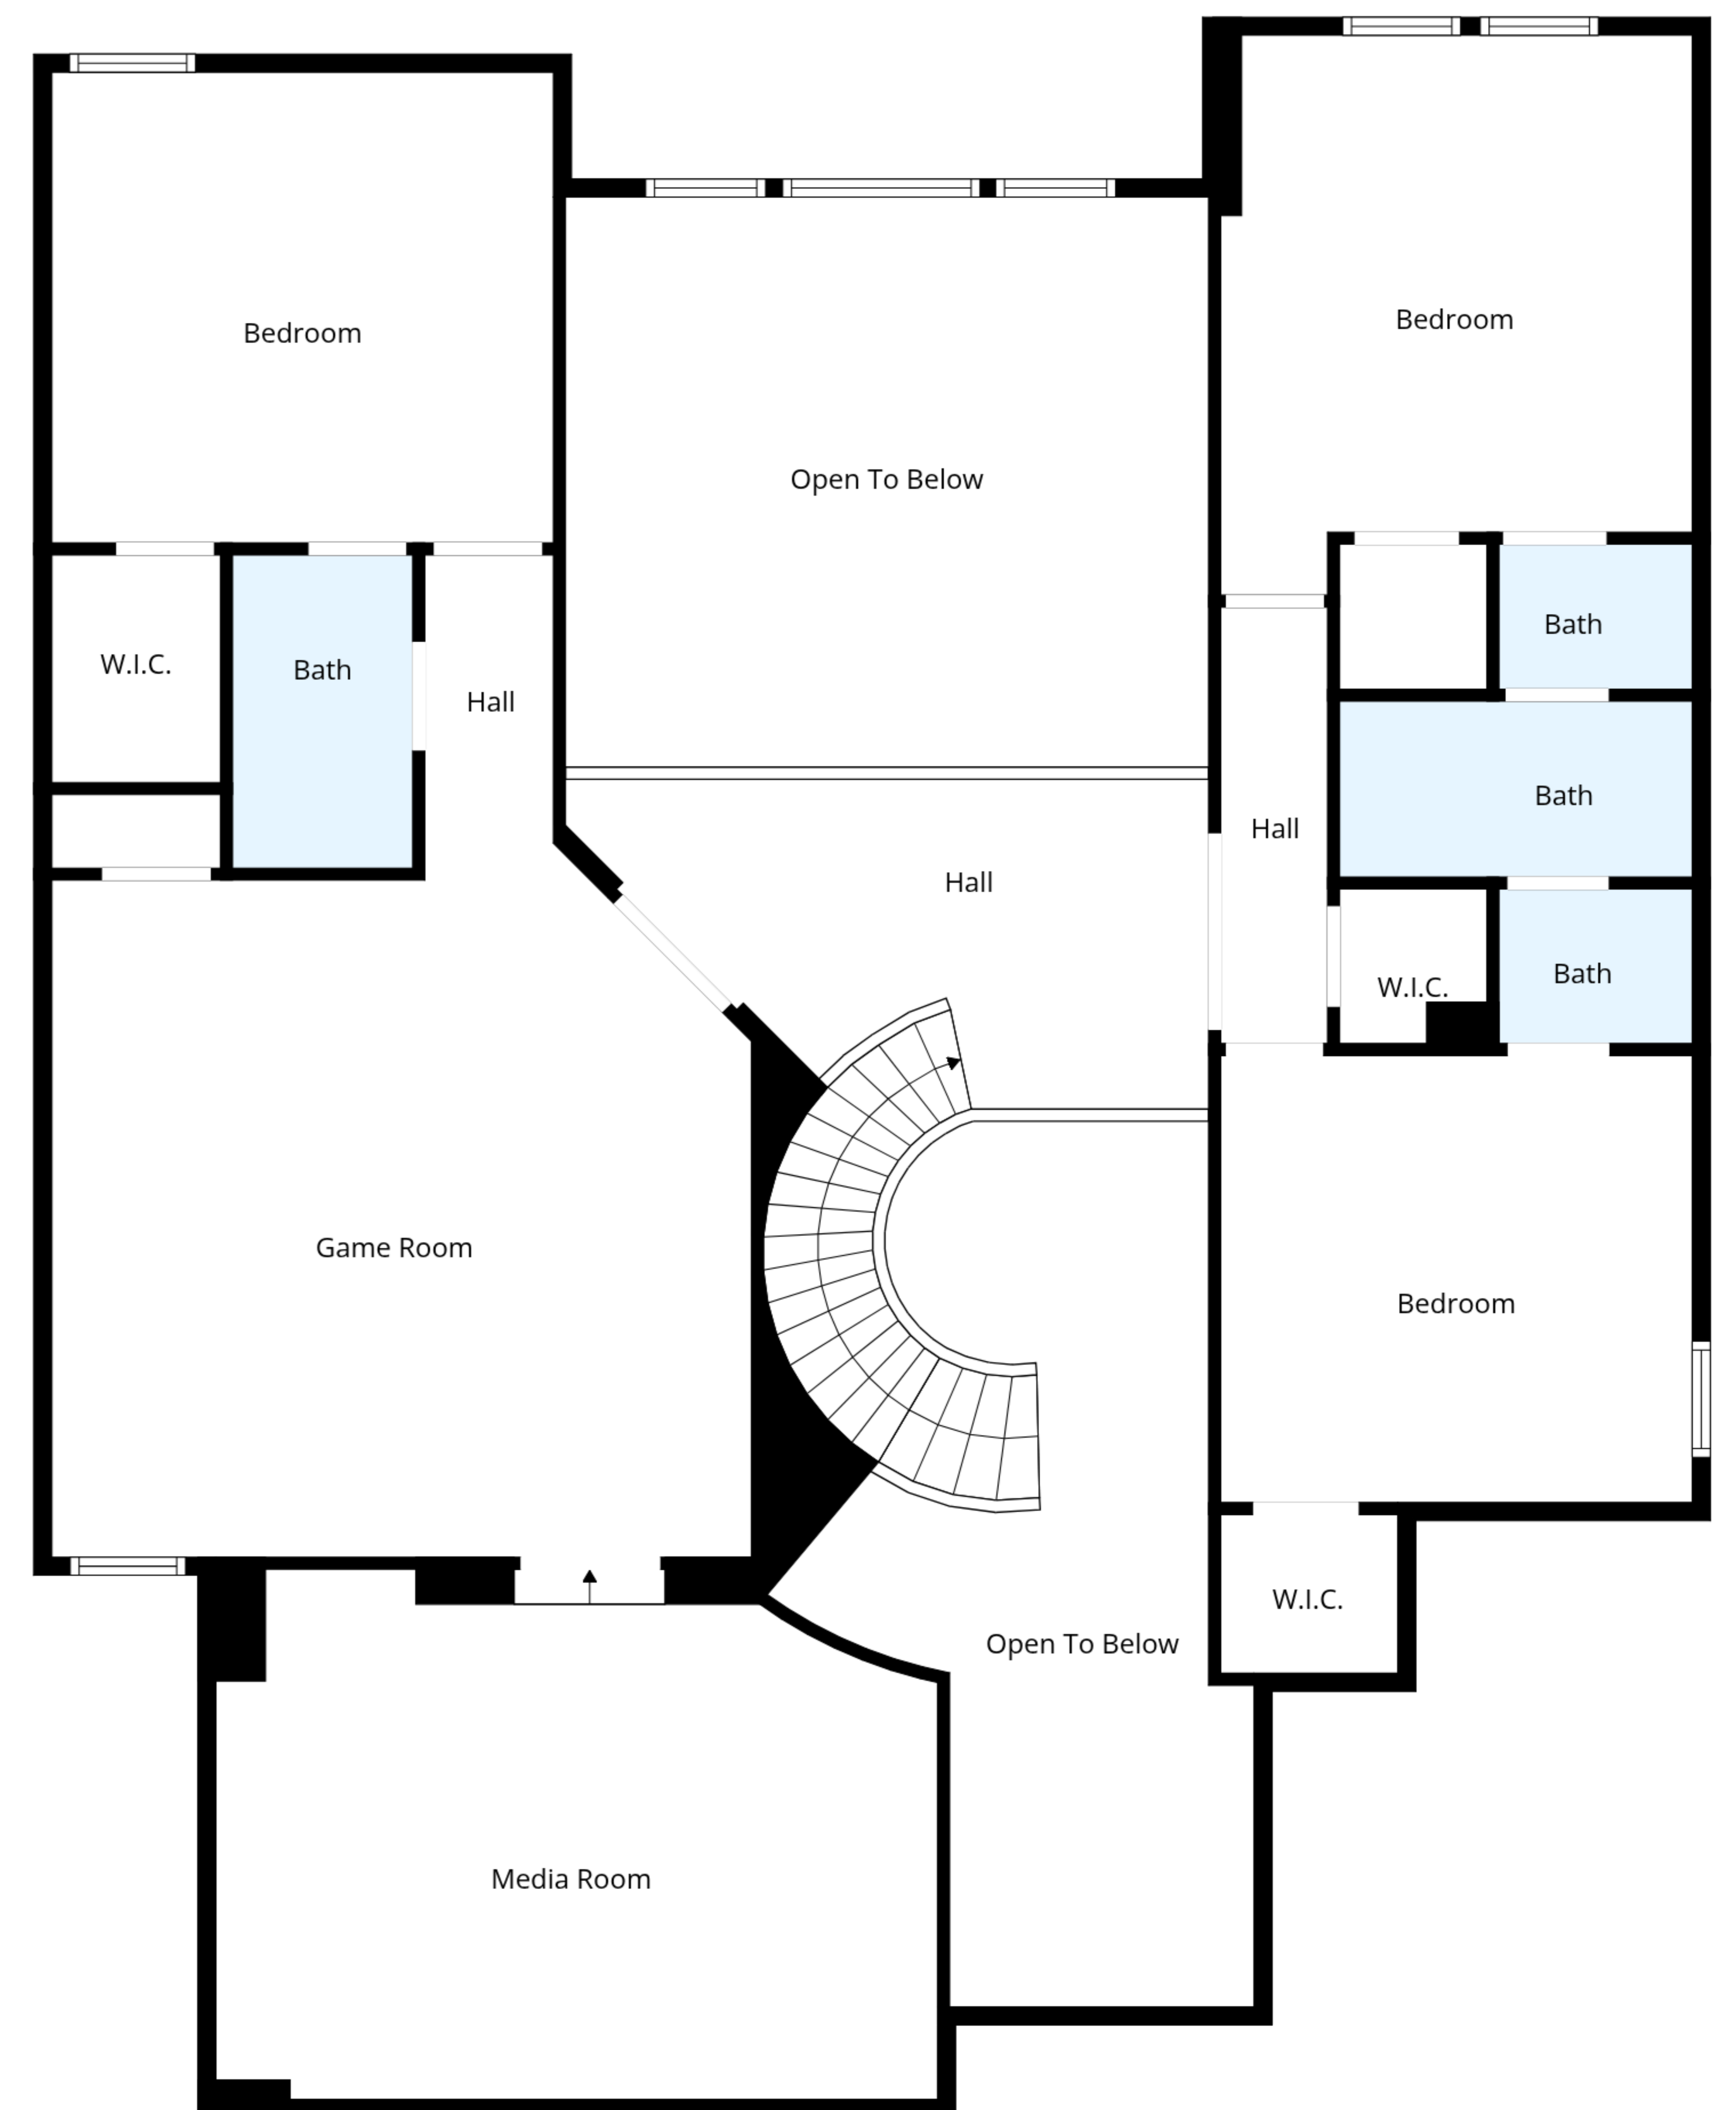 Bedroom
Bedroom
Open To Below
Bath
W.I.C.
Bath
Hall
Bath
Hall
Hall
W.I.C.
Bath
Game Room
Bedroom
W.I.C.
Open To Below
Media Room